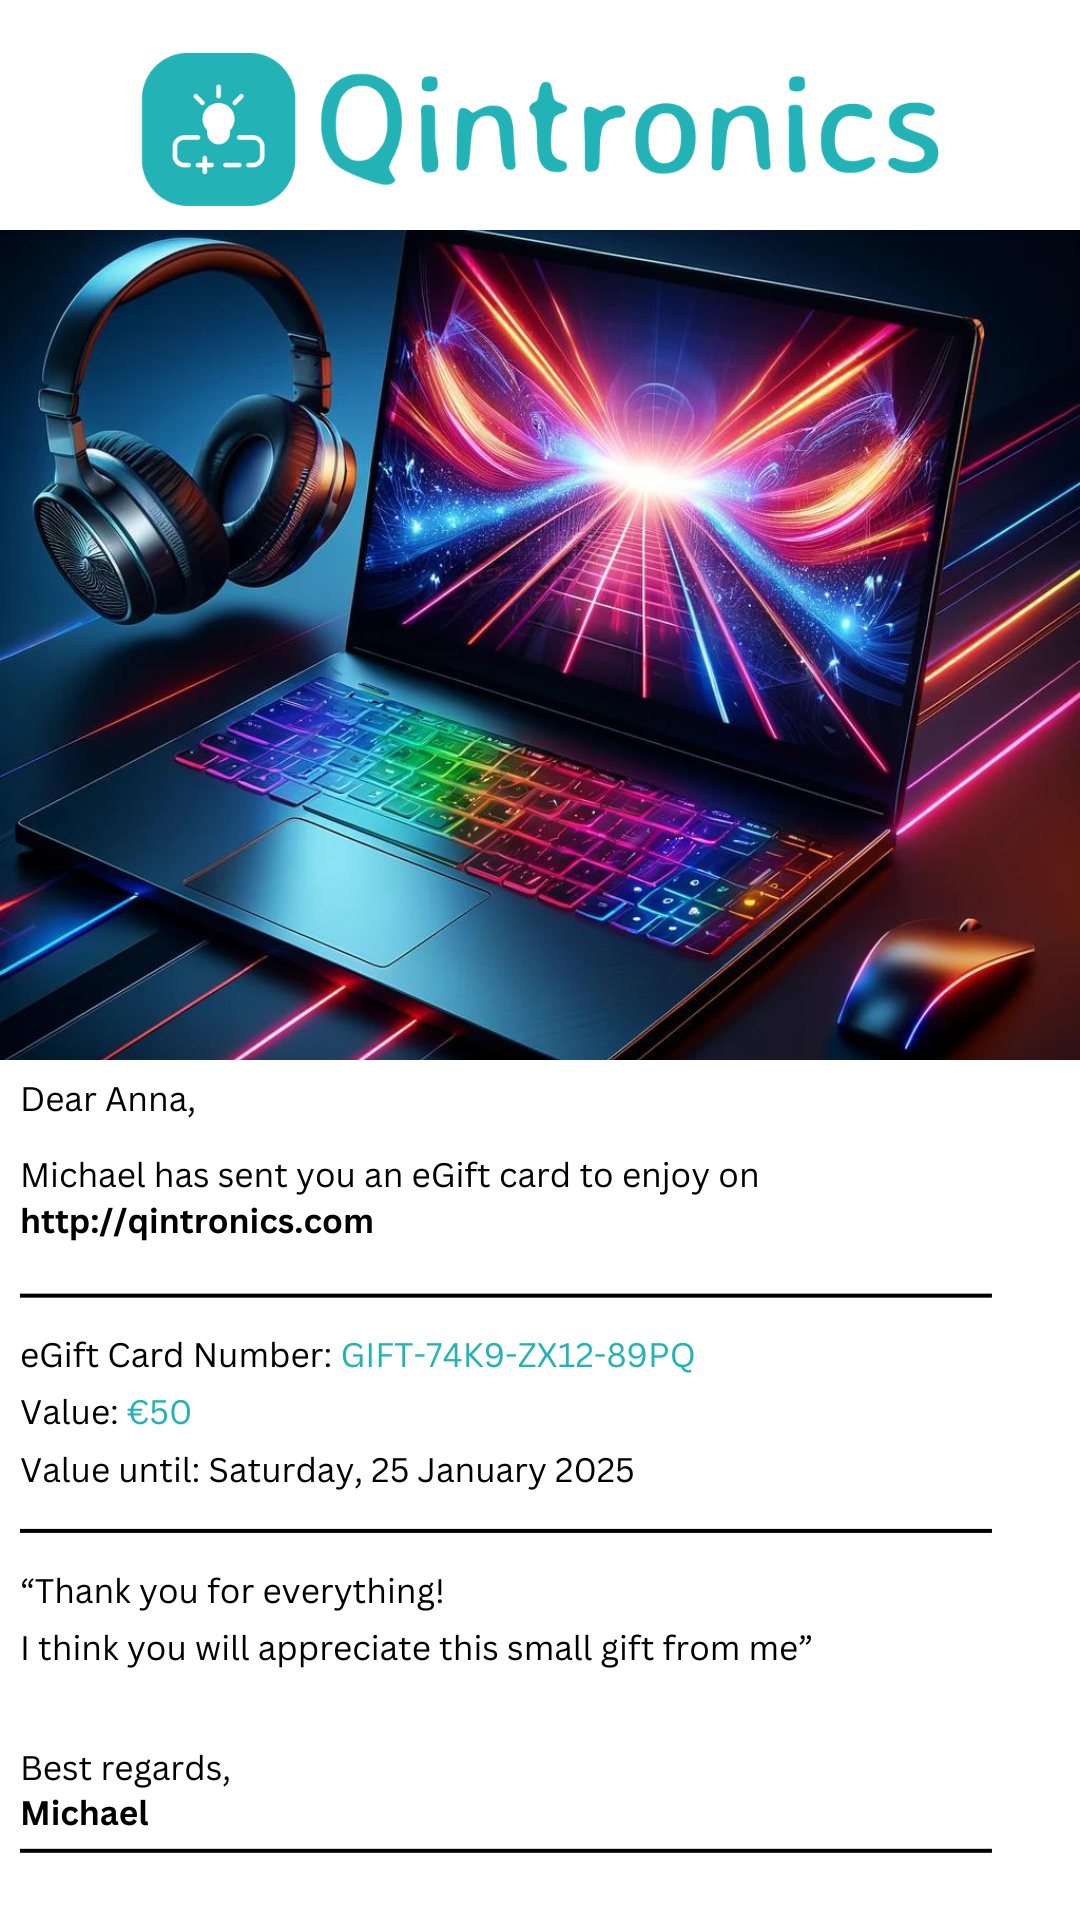 Qintronics
Dear Anna,
Michael has sent you an eGift card to enjoy on
http://qintronics.com
eGift Card Number: GIFT-74K9-ZX12-89PQ
Value: €50
Value until: Saturday, 25 January 2025
“Thank you for everything!
I think you will appreciate this small gift from me”
Best regards,
Michael